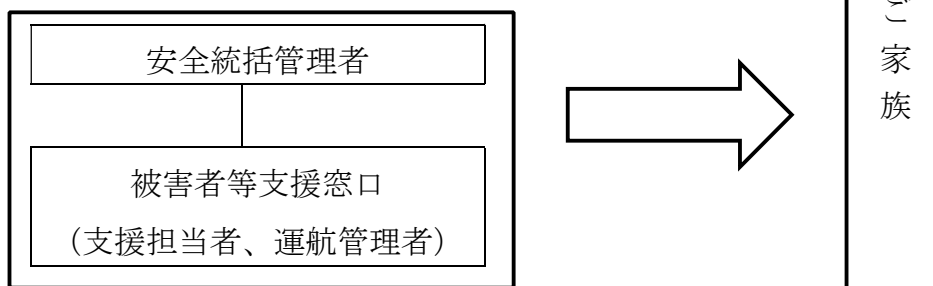 安全統括管理者
被害者等支援窓口
（支援担当者、運航管理者）
ご家族